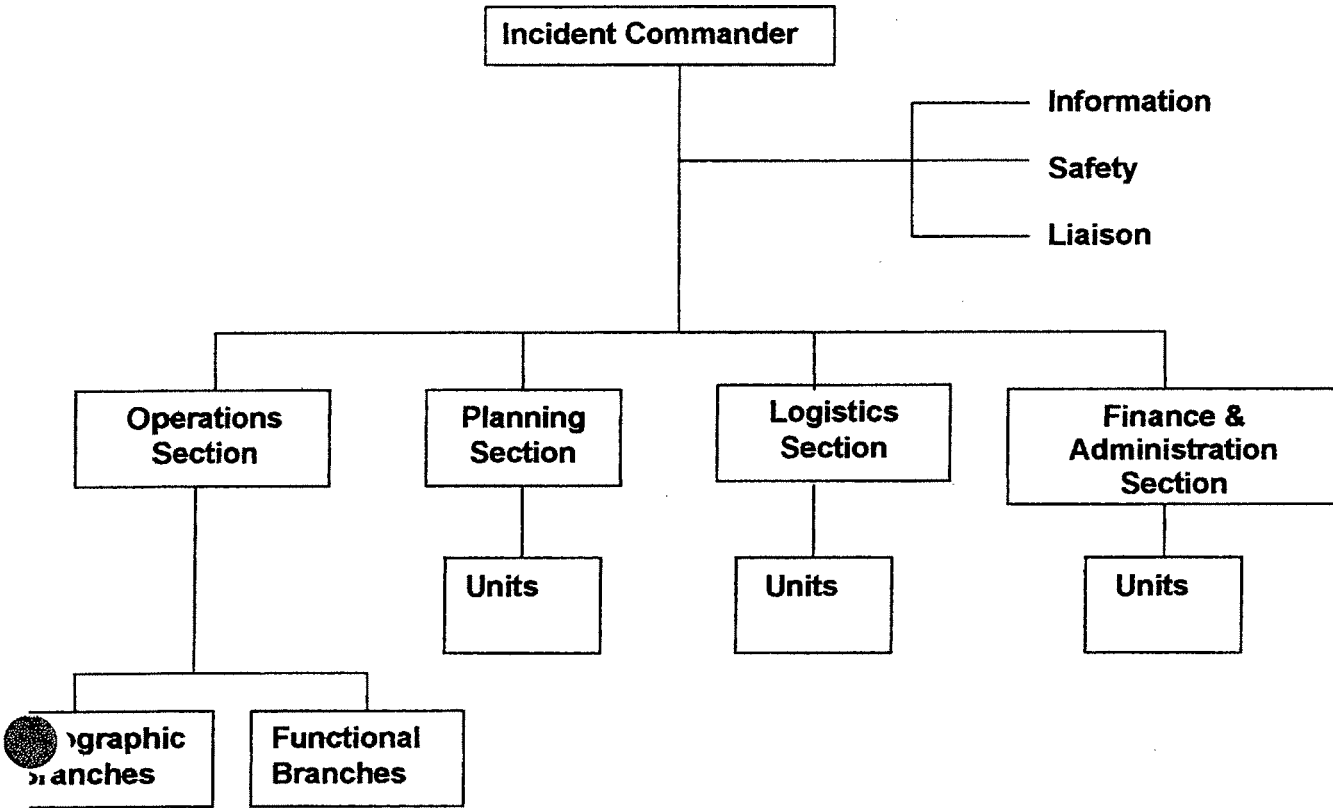 Incident Commander
Information
Safety
Liaison
Operations
Section
Planning
Section
Logistics
Section
Finance &
Administration
Section
Units
Units
Units
Functional
Branches